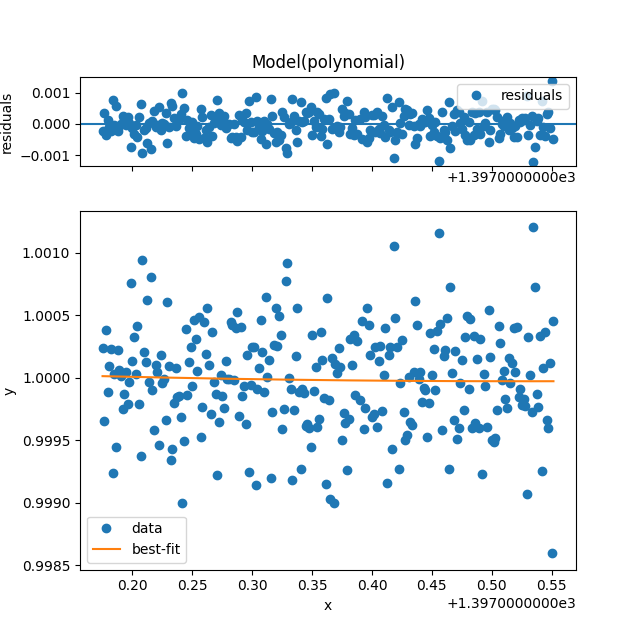 Model(polynomial)
residuals
0.001
0.000
−0.001
residuals
+1.3970000000e3
y
1.0010
1.0005
1.0000
0.9995
0.9990
0.9985
data
best-fit
0.20 0.25 0.30 0.35 0.40 0.45 0.50 0.55
x
+1.3970000000e3